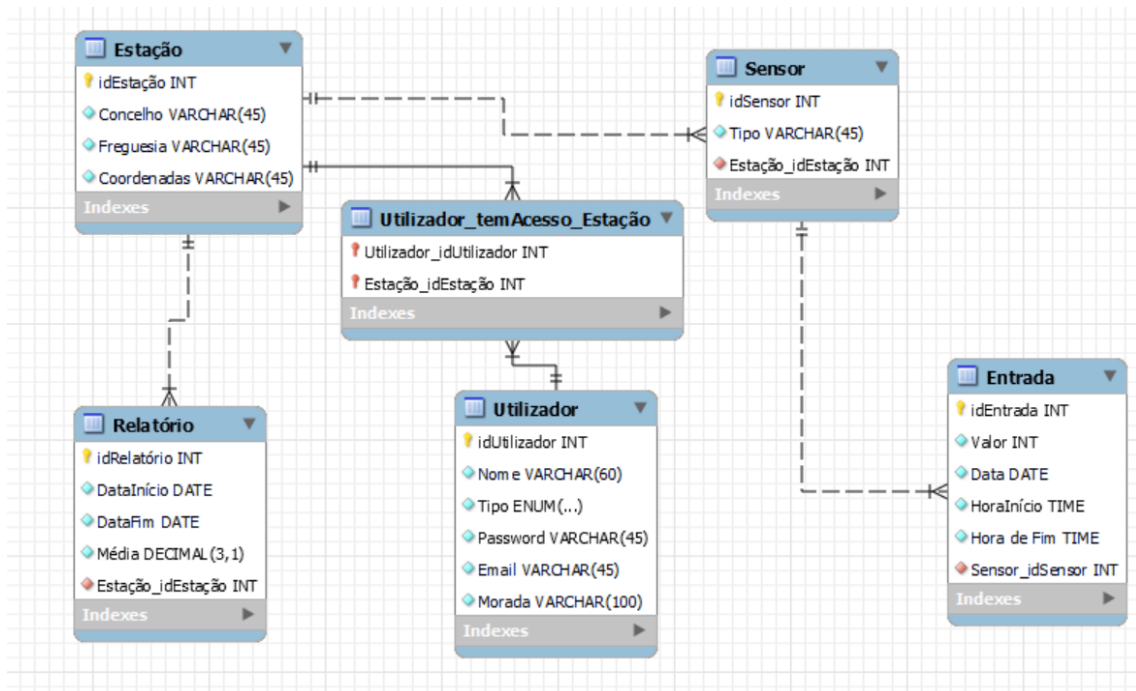 Estação
idEstação INT
Concelho VARCHAR(45)
Freguesia VARCHAR(45)
Coordenadas VARCHAR(45)
Indexes
Sensor
idSensor INT
Tipo VARCHAR(45)
Estação_idEstação INT
Indexes
Utilizador_temAcesso_Estação
Utilizador_idUtilizador INT
Estação_idEstação INT
Indexes
Relatório
idRelatório INT
DataInício DATE
DataFim DATE
Média DECIMAL(3,1)
Estação_idEstação INT
Indexes
Utilizador
idUtilizador INT
Nome VARCHAR(60)
Tipo ENUM(...)
Password VARCHAR(45)
Email VARCHAR(45)
Morada VARCHAR(100)
Indexes
Entrada
idEntrada INT
Valor INT
Data DATE
HoraInício TIME
Hora de Fim TIME
Sensor_idSensor INT
Indexes